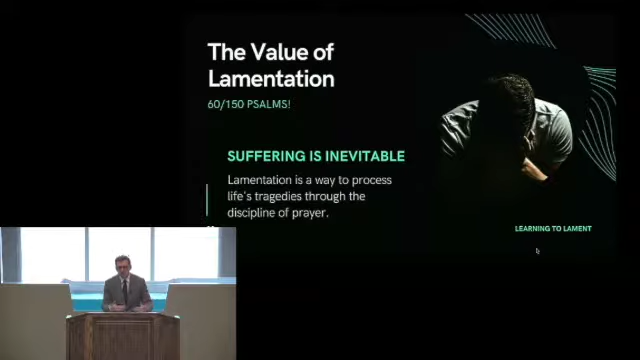 The Value of
Lamentation
60/150 PSALMS!
SUFFERING IS INEVITABLE
Lamentation is a way to process
life's tragedies through the
discipline of prayer.
LEARNING TO LAMENT